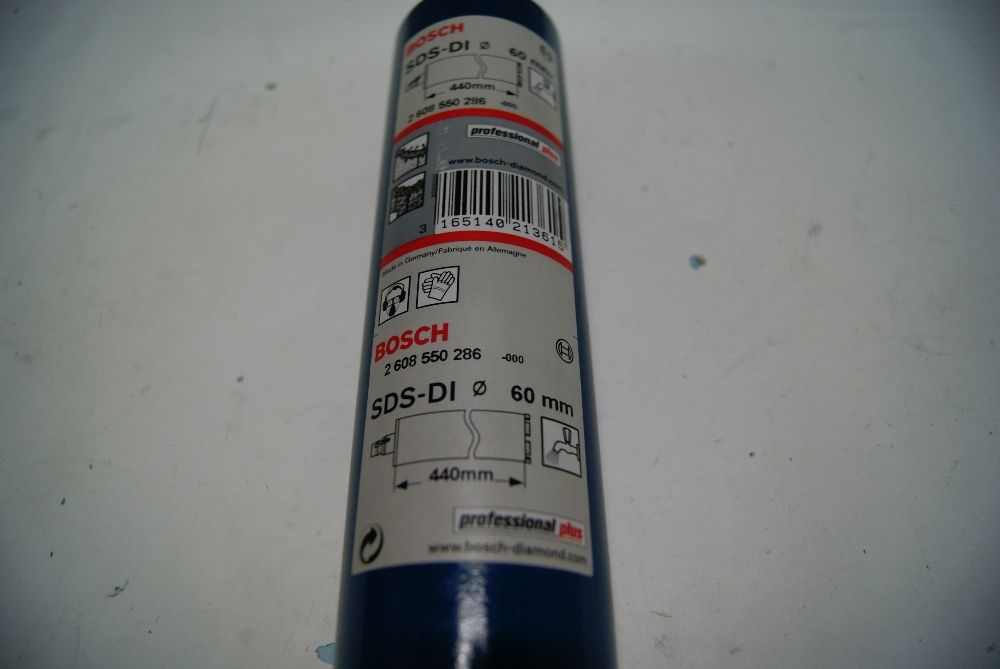 BOSCH
SDS-DI ø 60 mm
440mm
2 608 550 286 -000
professional plus
www.bosch-diamond.com
3 165140 213615
Made in Germany/Fabriqué en Allemagne
BOSCH
2 608 550 286 -000
SDS-DI ø 60 mm
440mm
professional plus
www.bosch-diamond.com